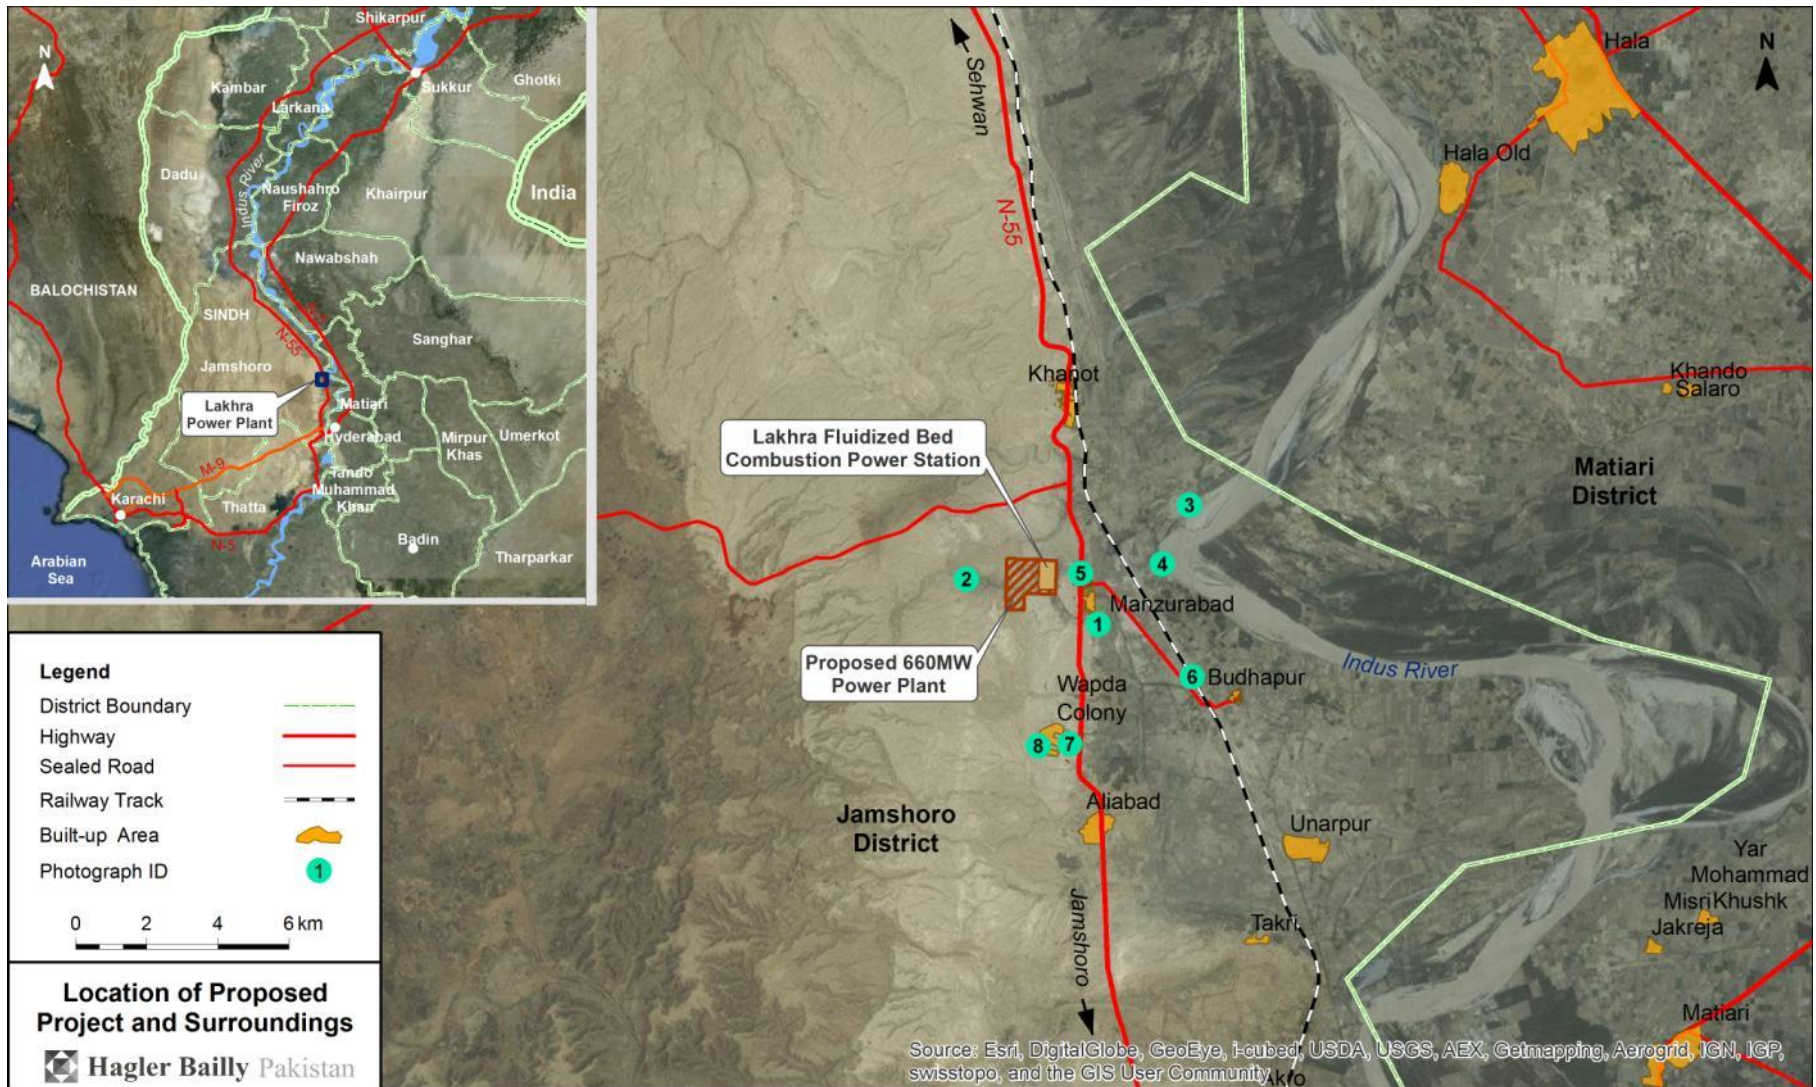 N
Shikarpur
Kambar
Sukkur
Ghotki
Larkana
Dadu
Indus River
Naushahro
Firoz
Khairpur
India
Nawabshah
BALOCHISTAN
SINDH
N-55
Sanghar
Jamshoro
Lakhra
Power Plant
Matiari
Hyderabad
Mirpur
Khas
Umerkot
M-9
Tando
Muhammad
Khan
Karachi
Thatta
N-5
Badin
Tharparkar
Arabian
Sea
Legend
District Boundary
Highway
Sealed Road
Railway Track
Built-up Area
Photograph ID
1
0 2 4 6 km
Location of Proposed
Project and Surroundings
Hagler Bailly Pakistan
Sehwan
N-55
Hala
N
Hala Old
Khanot
Khando
Salaro
Lakhra Fluidized Bed
Combustion Power Station
Matiari
District
3
4
2
5
Manzurabad
1
Proposed 660MW
Power Plant
Indus River
6
Budhapur
Wapda
Colony
8
7
Aliabad
Jamshoro
District
Unarpur
Yar
Mohammad
Misri Khushk
Jakreja
Takri
Jamshoro
Matiari
Source: Esri, DigitalGlobe, GeoEye, i-cubed, USDA, USGS, AEX, Getmapping, Aerogrid, IGN, IGP,
swisstopo, and the GIS User Community